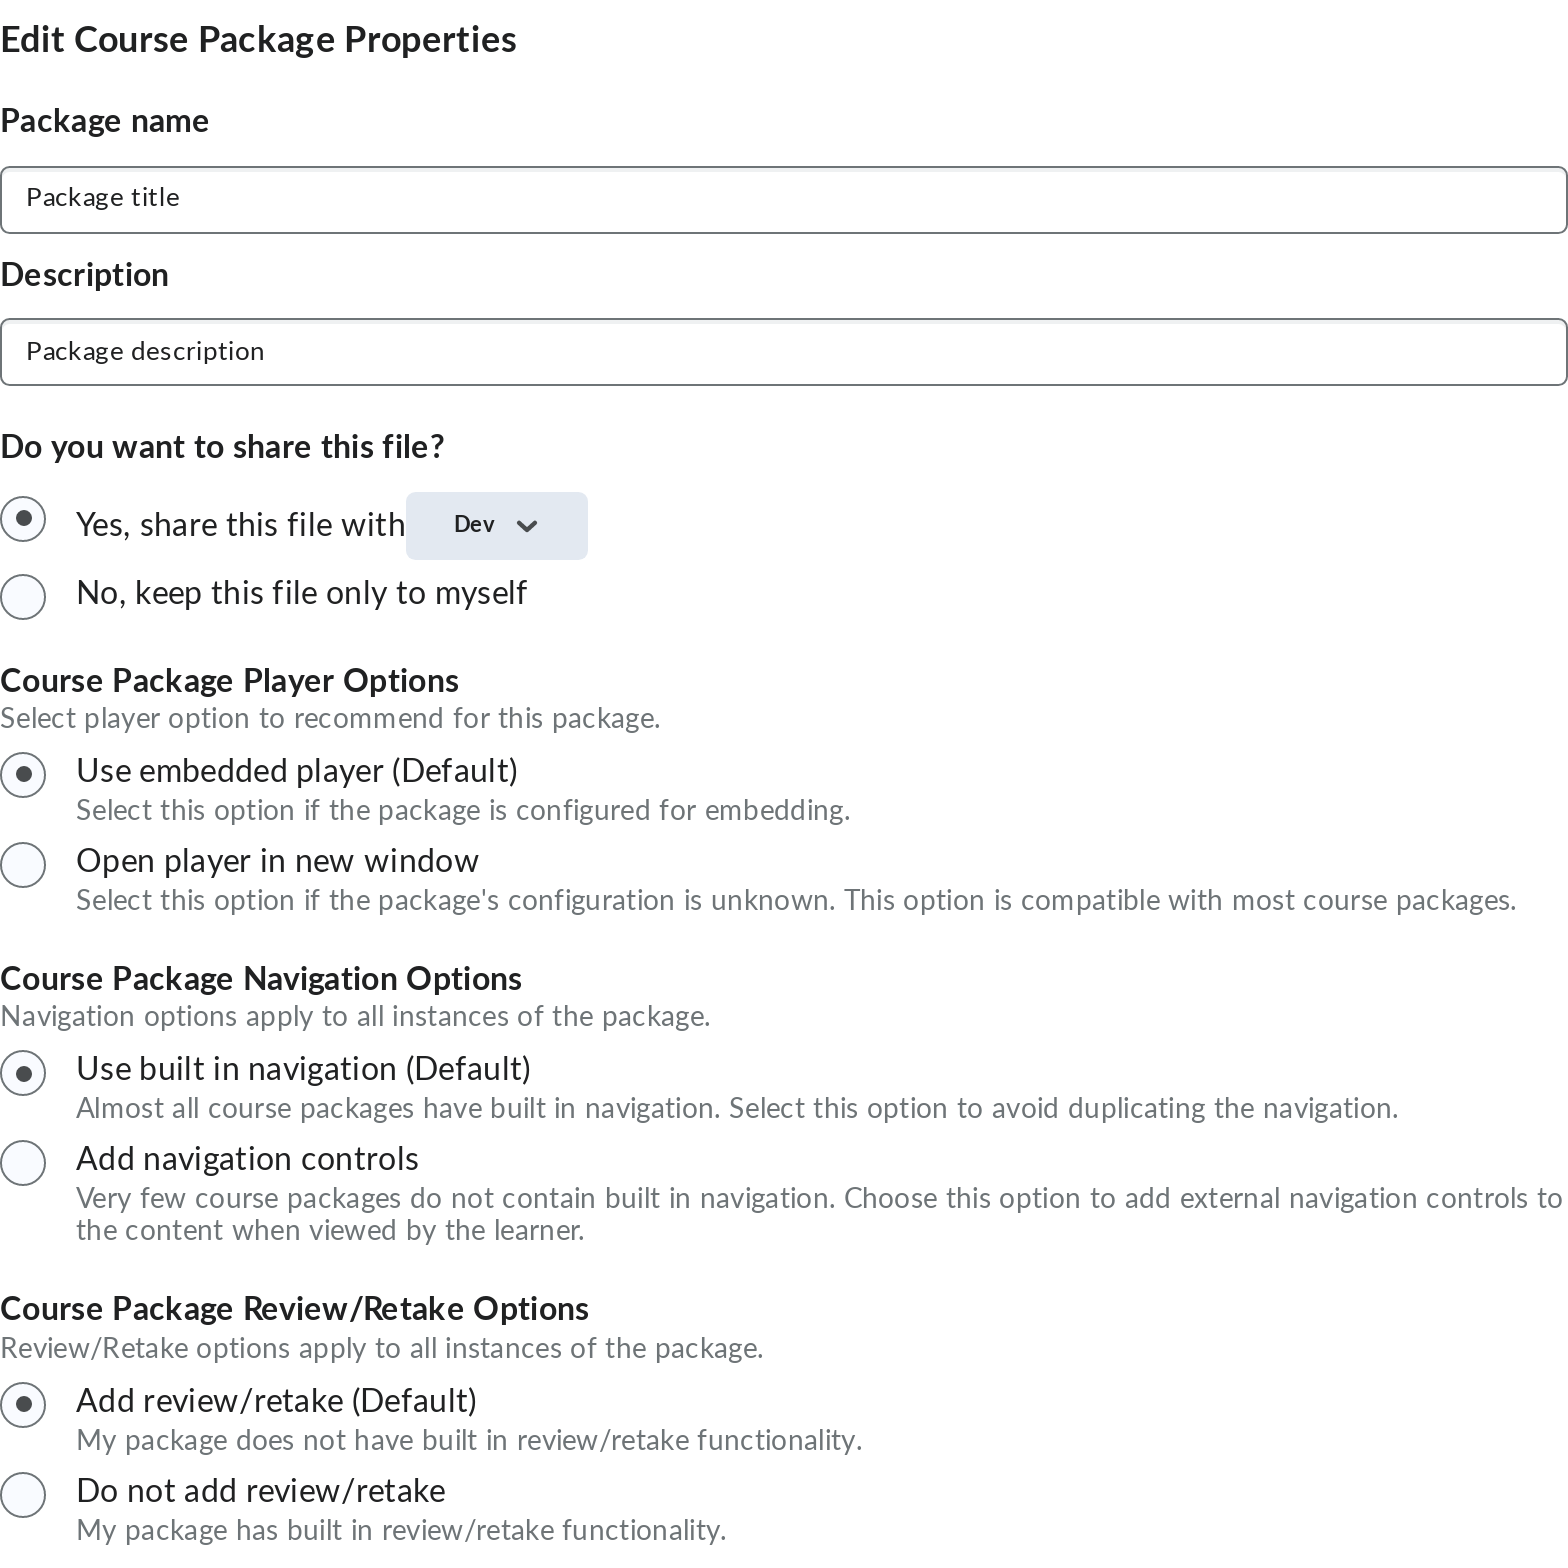 Edit Course Package Properties
Package name
Package title
Description
Package description
Do you want to share this file?
Yes, share this file with Dev
No, keep this file only to myself
Course Package Player Options
Select player option to recommend for this package.
Use embedded player (Default)
Select this option if the package is configured for embedding.
Open player in new window
Select this option if the package's configuration is unknown. This option is compatible with most course packages.
Course Package Navigation Options
Navigation options apply to all instances of the package.
Use built in navigation (Default)
Almost all course packages have built in navigation. Select this option to avoid duplicating the navigation.
Add navigation controls
Very few course packages do not contain built in navigation. Choose this option to add external navigation controls to
the content when viewed by the learner.
Course Package Review/Retake Options
Review/Retake options apply to all instances of the package.
Add review/retake (Default)
My package does not have built in review/retake functionality.
Do not add review/retake
My package has built in review/retake functionality.